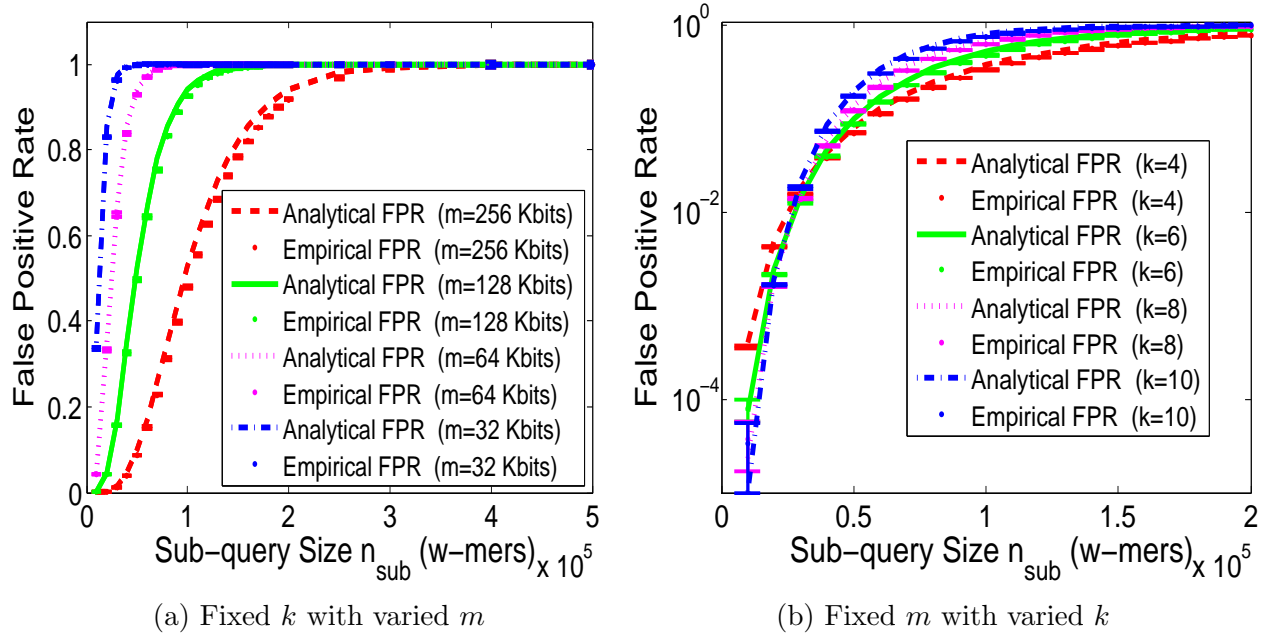 False Positive Rate
1
0.8
0.6
0.4
0.2
0
0
1
2
3
4
5
Sub-query Size n_sub (w-mers)
x 10^5
Analytical FPR (m=256 Kbits)
Empirical FPR (m=256 Kbits)
Analytical FPR (m=128 Kbits)
Empirical FPR (m=128 Kbits)
Analytical FPR (m=64 Kbits)
Empirical FPR (m=64 Kbits)
Analytical FPR (m=32 Kbits)
Empirical FPR (m=32 Kbits)
(a) Fixed k with varied m
False Positive Rate
10^0
10^-2
10^-4
0
0.5
1
1.5
2
Sub-query Size n_sub (w-mers)
x 10^5
Analytical FPR (k=4)
Empirical FPR (k=4)
Analytical FPR (k=6)
Empirical FPR (k=6)
Analytical FPR (k=8)
Empirical FPR (k=8)
Analytical FPR (k=10)
Empirical FPR (k=10)
(b) Fixed m with varied k